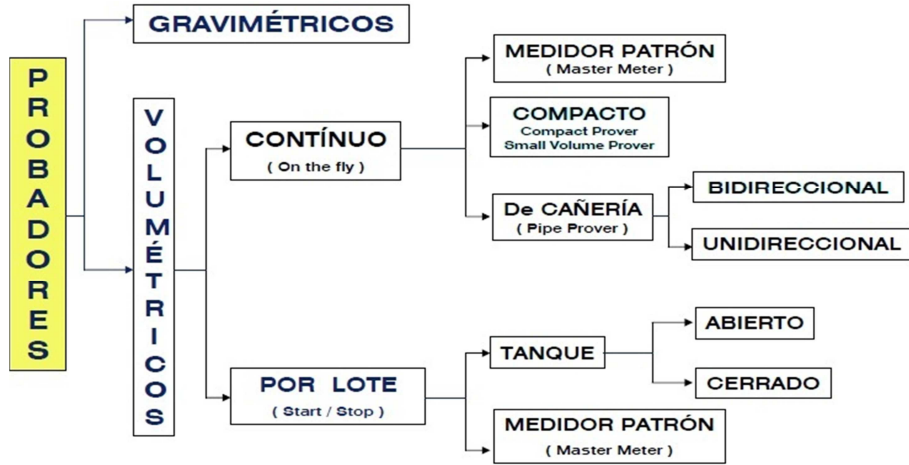 PROBADORES
GRAVIMÉTRICOS
VOLUMÉTRICOS
CONTÍNUO
( On the fly )
MEDIDOR PATRÓN
( Master Meter )
COMPACTO
Compact Prover
Small Volume Prover
De CAÑERÍA
( Pipe Prover )
BIDIRECCIONAL
UNIDIRECCIONAL
POR LOTE
( Start / Stop )
TANQUE
ABIERTO
CERRADO
MEDIDOR PATRÓN
( Master Meter )